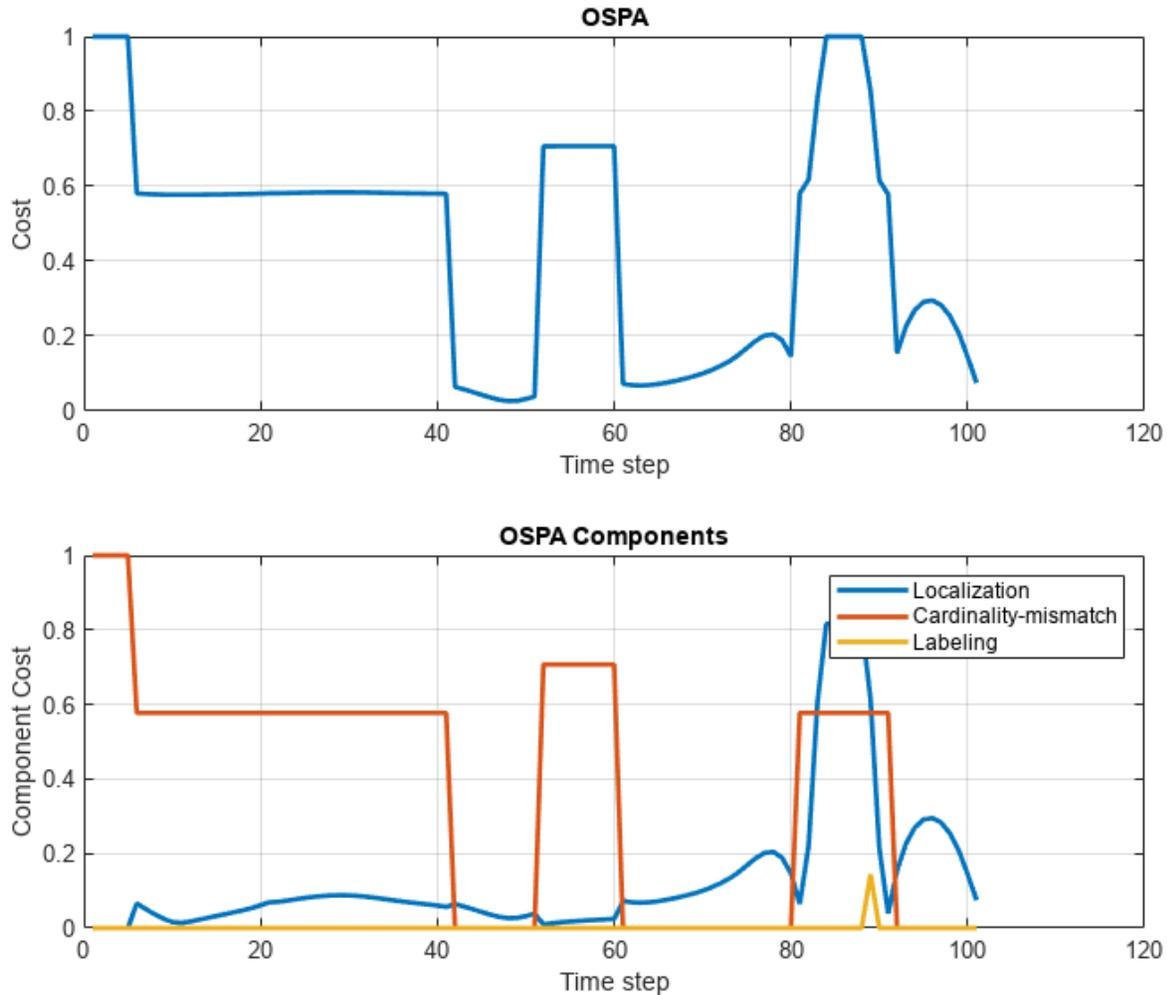 OSPA
1
0.8
0.6
0.4
0.2
0
Cost
0 20 40 60 80 100 120
Time step
OSPA Components
1
0.8
0.6
0.4
0.2
0
Component Cost
Localization
Cardinality-mismatch
Labeling
0 20 40 60 80 100 120
Time step